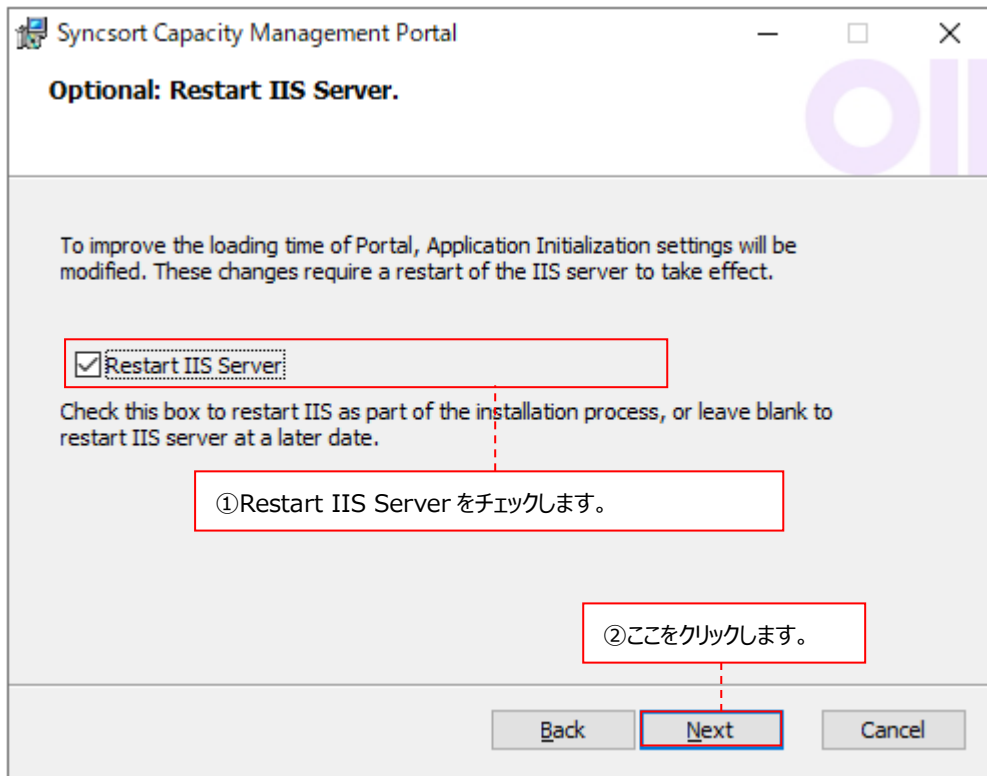 Syncsort Capacity Management Portal
Optional: Restart IIS Server.
To improve the loading time of Portal, Application Initialization settings will be
modified. These changes require a restart of the IIS server to take effect.
Restart IIS Server
Check this box to restart IIS as part of the installation process, or leave blank to
restart IIS server at a later date.
①Restart IIS Server をチェックします。
②ここをクリックします。
Back
Next
Cancel